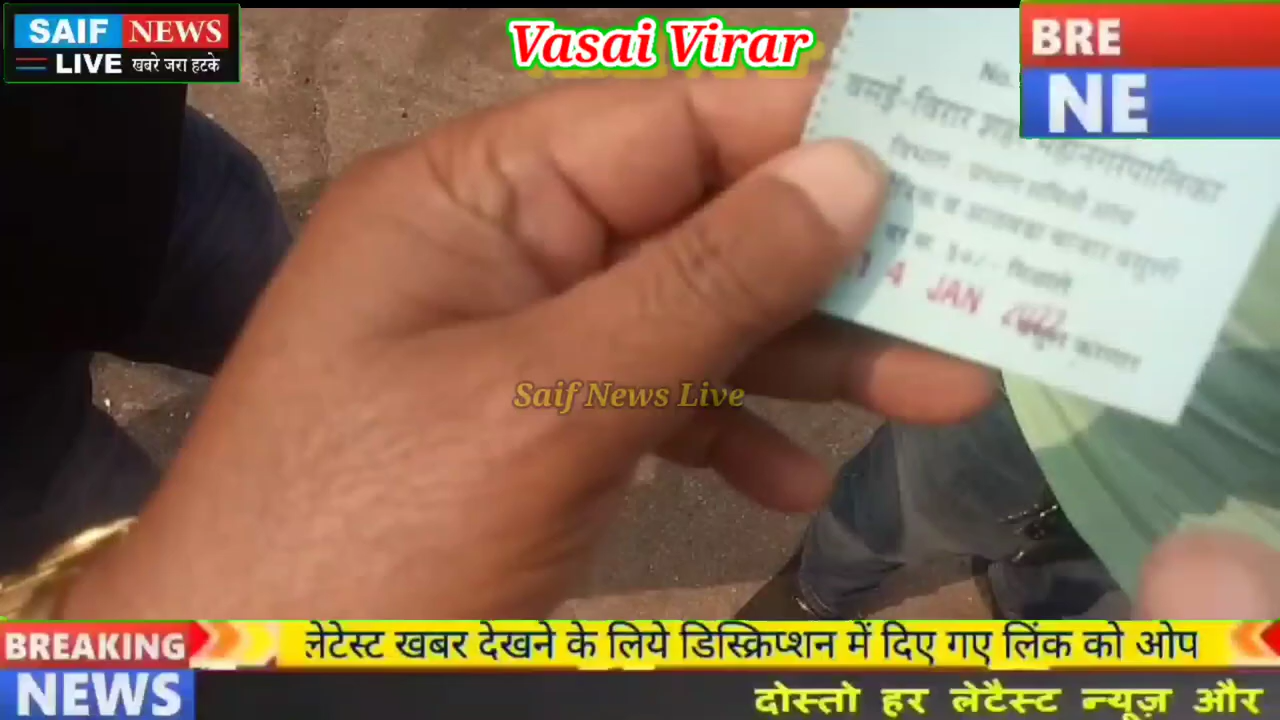 SAIF NEWS
LIVE खबरे जरा हटके
Vasai Virar
BRE
NE
No.
वसई-विरार शहर महानगरपालिका
4 JAN 2022
Saif News Live
BREAKING
NEWS
लेटेस्ट खबर देखने के लिये डिस्क्रिप्शन में दिए गए लिंक को ओप
दोस्तो हर लेटैस्ट न्यूज़ और